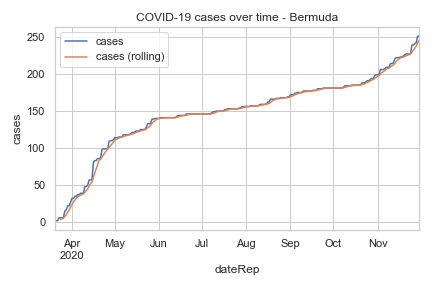 COVID-19 cases over time - Bermuda
cases
cases (rolling)
250
200
150
100
50
0
cases
Apr May Jun Jul Aug Sep Oct Nov
2020
dateRep